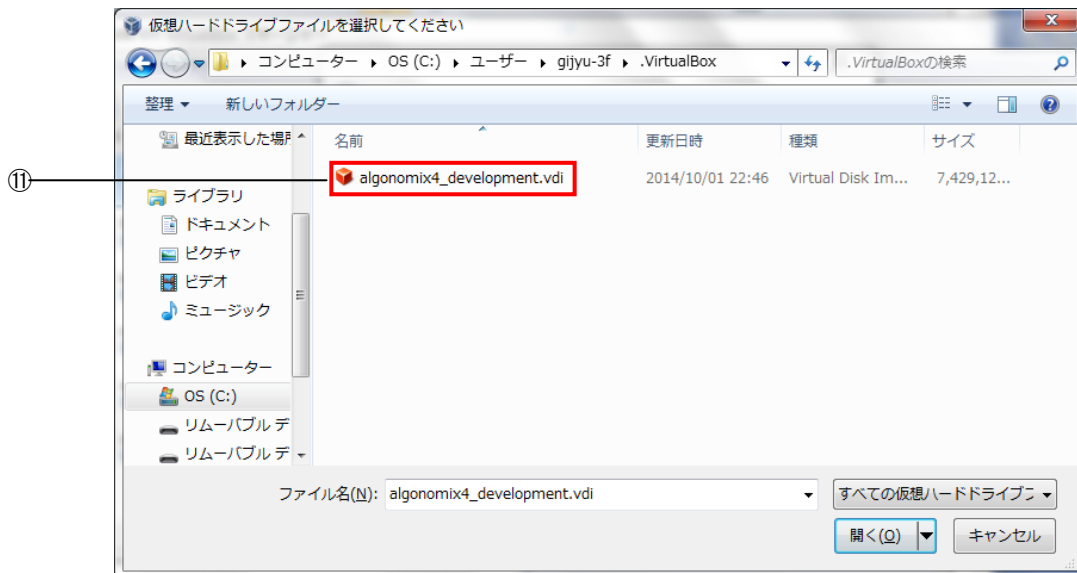 仮想ハードドライブファイルを選択してください
コンピューター ▸ OS (C:) ▸ ユーザー ▸ gijyu-3f ▸ .VirtualBox
.VirtualBoxの検索
整理 新しいフォルダー
最近表示した場所
名前 更新日時 種類 サイズ
⑪
algonomix4_development.vdi 2014/10/01 22:46 Virtual Disk Im... 7,429,12...
ライブラリ
ドキュメント
ピクチャ
ビデオ
ミュージック
コンピューター
OS (C:)
リムーバブル デ
リムーバブル デ
ファイル名(N): algonomix4_development.vdi
すべての仮想ハードドライブフ
開く(O) キャンセル